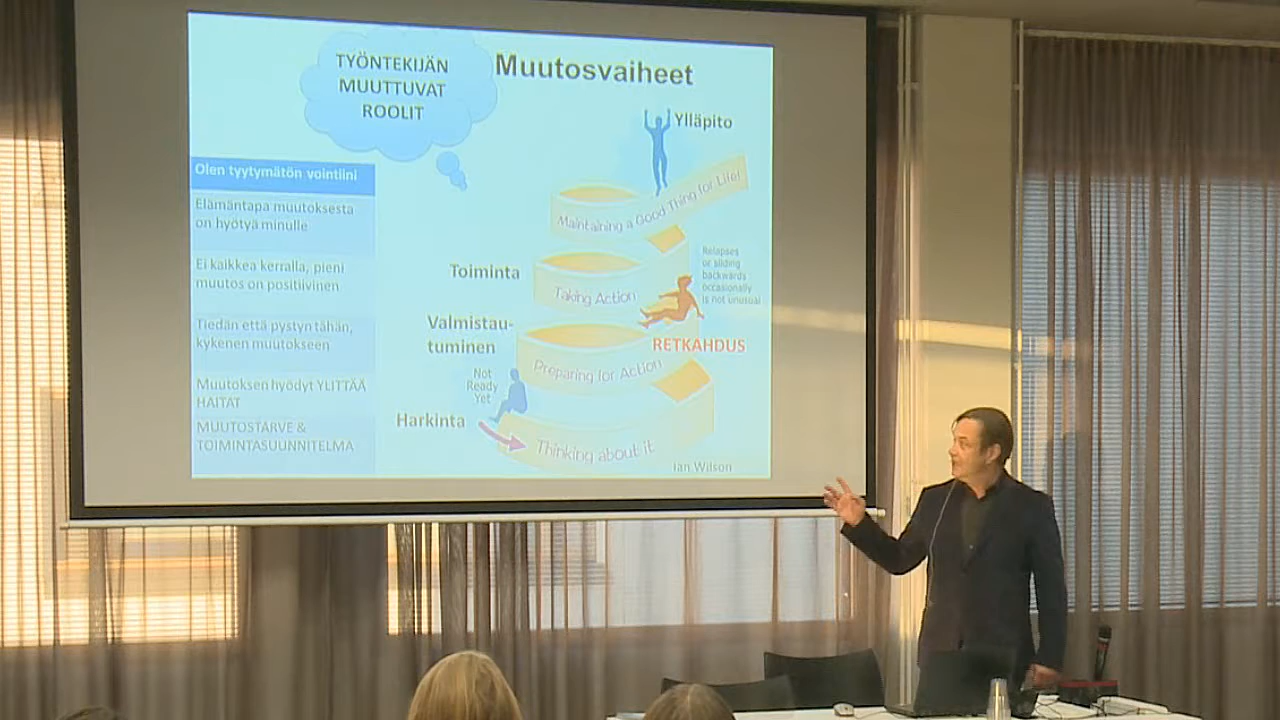 TYÖNTEKIJÄN
MUUTTUVAT
ROOLIT
Muutosvaiheet
Olen tyytymätön vointiini
Elämäntapa muutoksesta
on hyötyä minulle
Ei kaikkea kerralla, pieni
muutos on positiivinen
Tiedän että pystyn tähän,
kykenen muutokseen
Muutoksen hyödyt YLITTÄÄ
HAITAT
MUUTOSTARVE &
TOIMINTASUUNNITELMA
Ylläpito
Maintaining a Good Thing for Life!
Toiminta
Taking Action
Relapses
or sliding
backwards
occasionally
is not unusual
RETKAHDUS
Valmistau-
tuminen
Preparing for Action
Not
Ready
Yet
Harkinta
Thinking about it
Ian Wilson